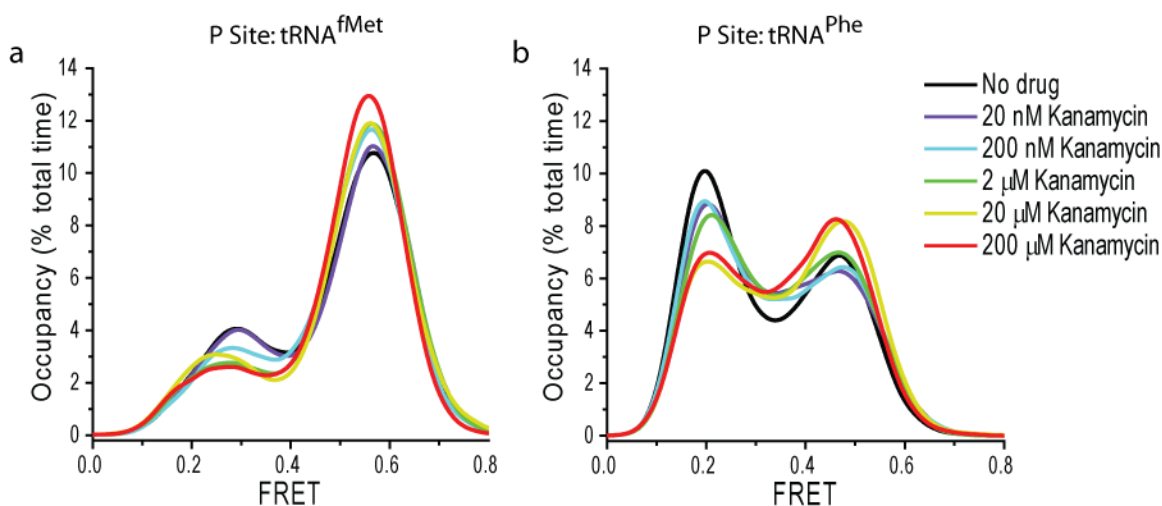 P Site: tRNAfMet
P Site: tRNAPhe
a
b
14
12
10
8
6
4
2
0
Occupancy (% total time)
0.0 0.2 0.4 0.6 0.8
FRET
14
12
10
8
6
4
2
0
Occupancy (% total time)
0.0 0.2 0.4 0.6 0.8
FRET
No drug
20 nM Kanamycin
200 nM Kanamycin
2 μM Kanamycin
20 μM Kanamycin
200 μM Kanamycin